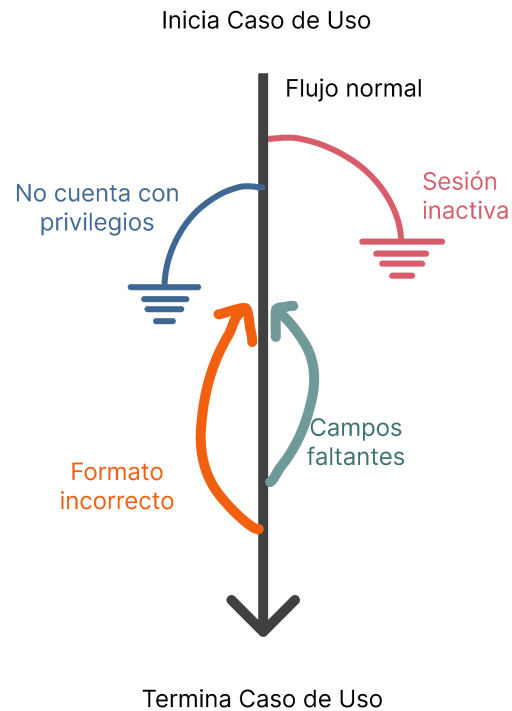 Inicia Caso de Uso
Flujo normal
Sesión
inactiva
No cuenta con
privilegios
Campos
faltantes
Formato
incorrecto
Termina Caso de Uso